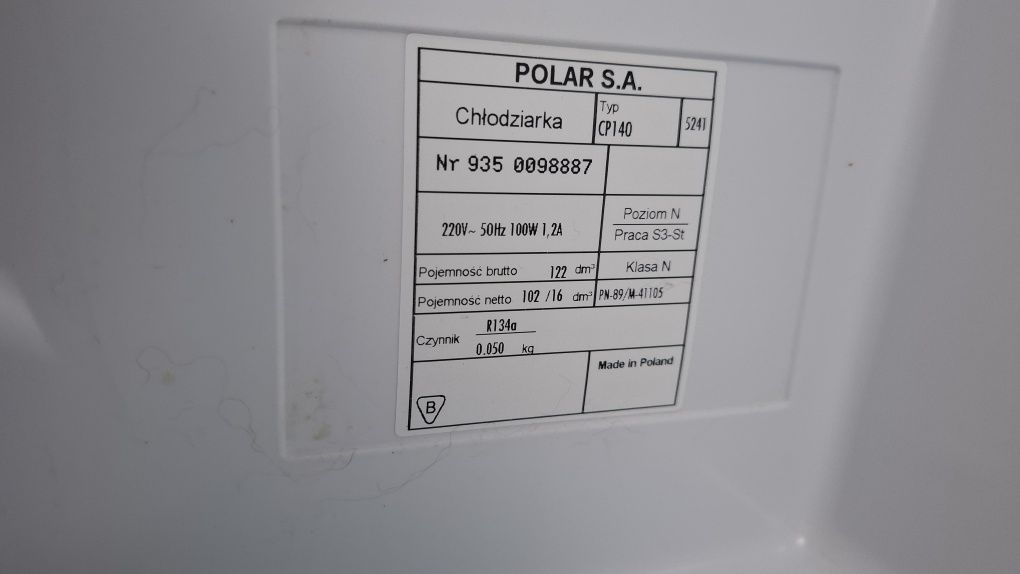 POLAR S.A.
Chłodziarka
Typ
CP140
5241
Nr 935 0098887
220V~ 50Hz 100W 1,2A
Poziom N
Praca S3-St
Pojemność brutto 122 dm³
Klasa N
Pojemność netto 102 /16 dm³
PN-89/M-41105
Czynnik R134a
0.050 kg
Made in Poland
B